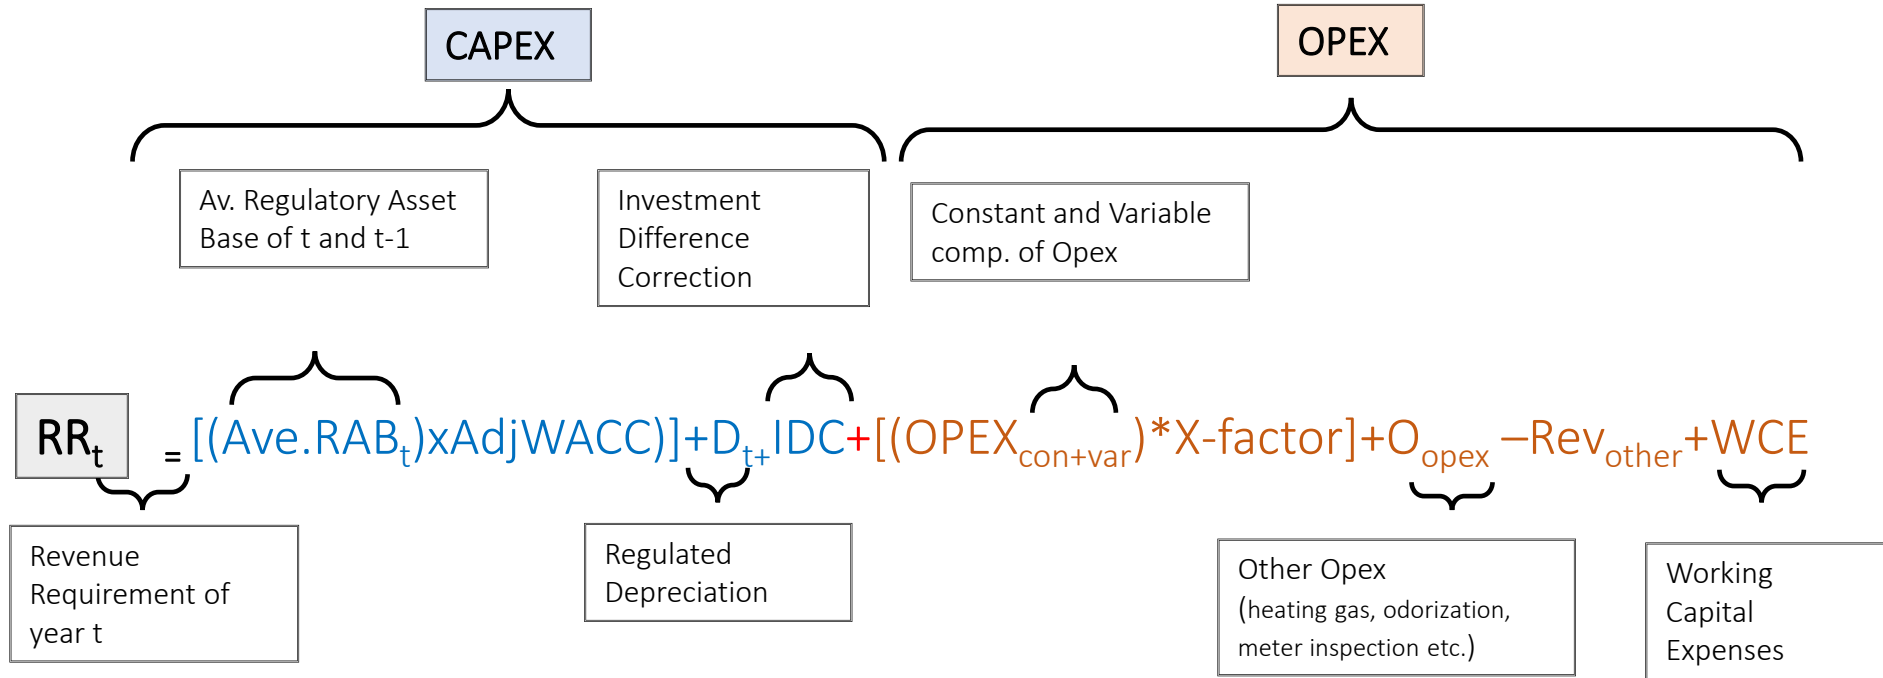 CAPEX
OPEX
Av. Regulatory Asset
Base of t and t-1
Investment
Difference
Correction
Constant and Variable
comp. of Opex
RRt = [(Ave.RABt)xAdjWACC)]+Dt+IDC+[(OPEXcon+var)*X-factor]+Oopex –Revother+WCE
Revenue
Requirement of
year t
Regulated
Depreciation
Other Opex
(heating gas, odorization,
meter inspection etc.)
Working
Capital
Expenses